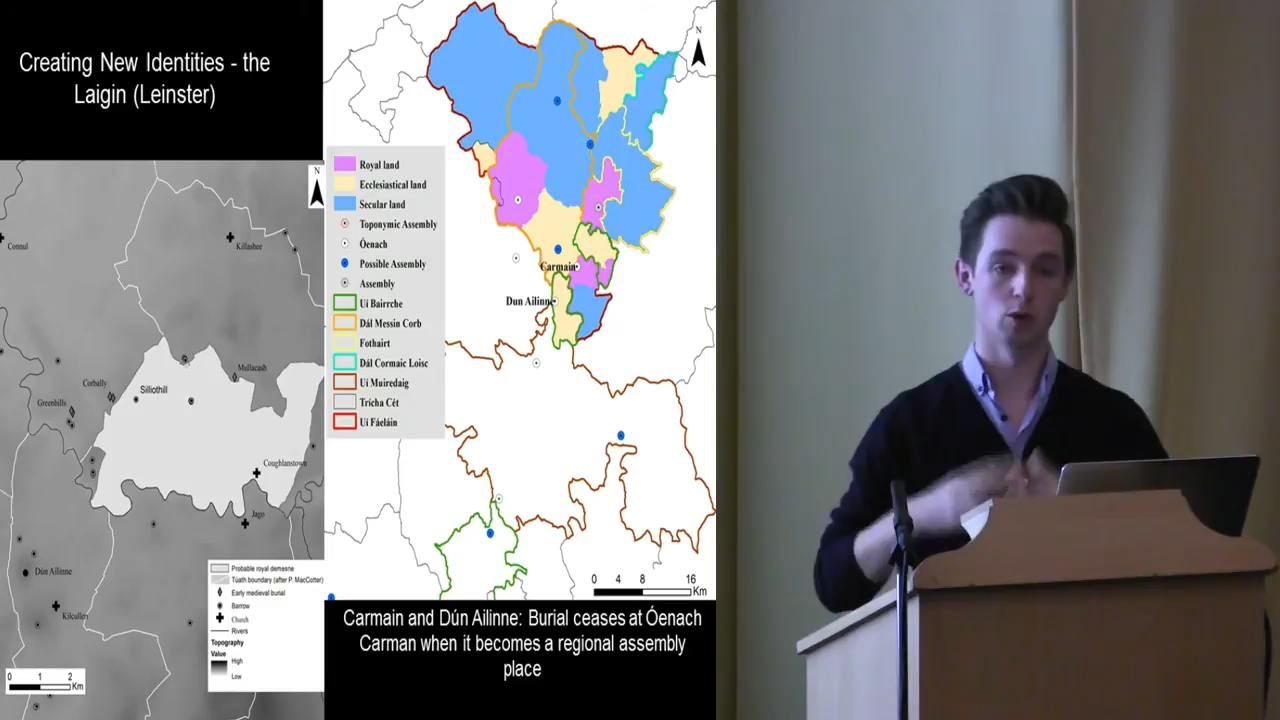 Creating New Identities - the
Laigin (Leinster)
N
Connul
Killashee
Mullacash
Corbally
Silliothill
Greenhills
Coughlanstown
Jago
Dún Ailinne
Kilcullen
Probable royal demesne
Túath boundary (after P. MacCotter)
Early medieval burial
Barrow
Church
Rivers
Topography
Value
High
Low
0 1 2
Km
N
Royal land
Ecclesiastical land
Secular land
Toponymic Assembly
Óenach
Possible Assembly
Assembly
Uí Bairrche
Dál Messin Corb
Fothairt
Dál Cormaic Loisc
Uí Muiredaig
Trícha Cét
Uí Fáeláin
Carmain
Dun Ailinne
0 4 8 16
Km
Carmain and Dún Ailinne: Burial ceases at Óenach
Carman when it becomes a regional assembly
place